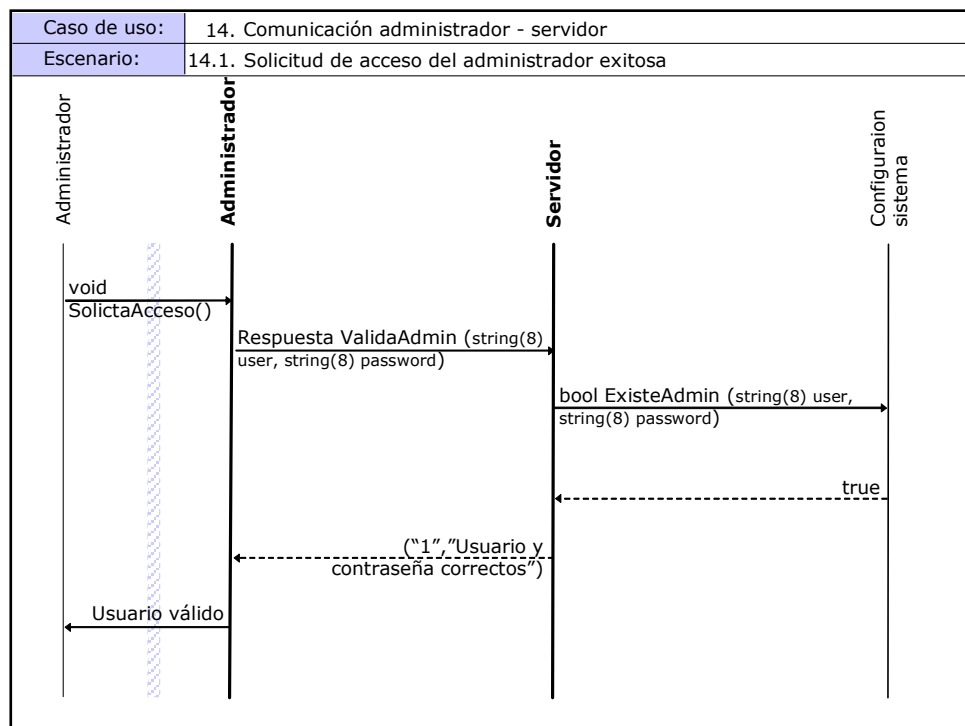 Caso de uso: 14. Comunicación administrador - servidor
Escenario: 14.1. Solicitud de acceso del administrador exitosa
Administrador
Administrador
Servidor
Configuraion
sistema
void
SolictaAcceso()
Respuesta ValidaAdmin (string(8)
user, string(8) password)
bool ExisteAdmin (string(8) user,
string(8) password)
true
(“1”,”Usuario y
contraseña correctos”)
Usuario válido